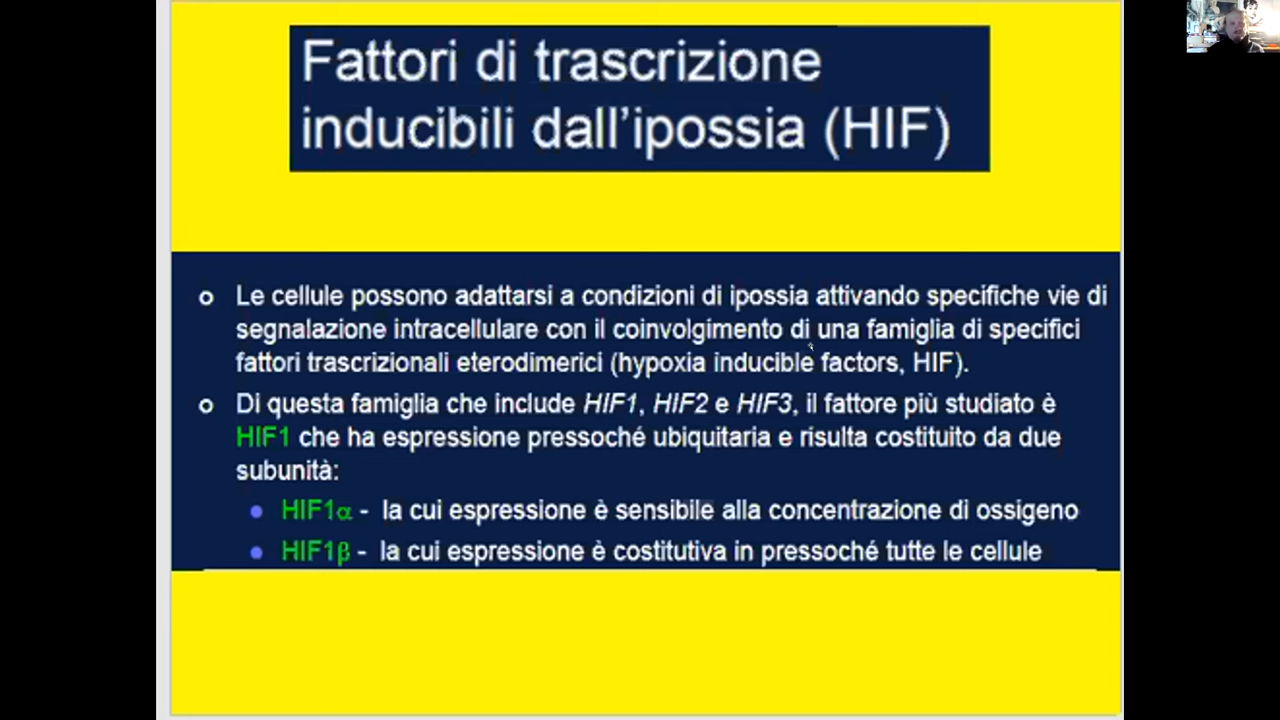 Fattori di trascrizione
inducibili dall’ipossia (HIF)
o Le cellule possono adattarsi a condizioni di ipossia attivando specifiche vie di
segnalazione intracellulare con il coinvolgimento di una famiglia di specifici
fattori trascrizionali eterodimerici (hypoxia inducible factors, HIF).
o Di questa famiglia che include HIF1, HIF2 e HIF3, il fattore più studiato è
HIF1 che ha espressione pressoché ubiquitaria e risulta costituito da due
subunità:
• HIF1α - la cui espressione è sensibile alla concentrazione di ossigeno
• HIF1β - la cui espressione è costitutiva in pressoché tutte le cellule